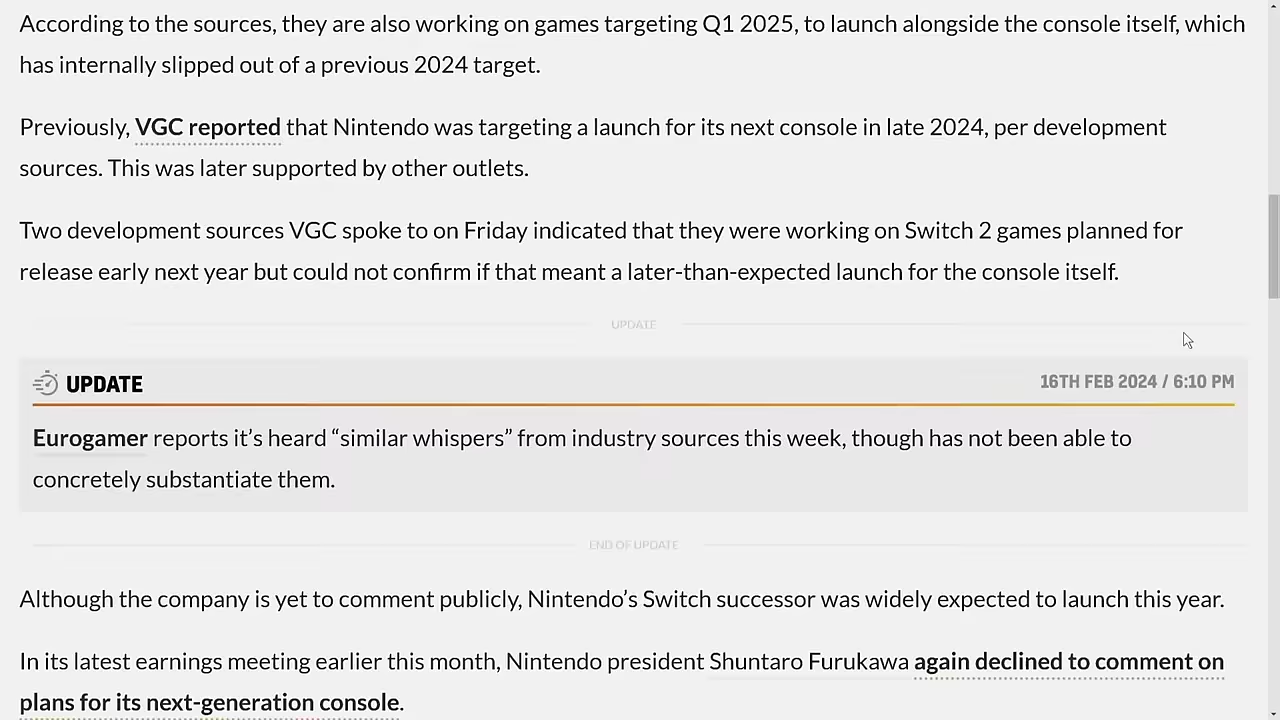 According to the sources, they are also working on games targeting Q1 2025, to launch alongside the console itself, which
has internally slipped out of a previous 2024 target.
Previously, VGC reported that Nintendo was targeting a launch for its next console in late 2024, per development
sources. This was later supported by other outlets.
Two development sources VGC spoke to on Friday indicated that they were working on Switch 2 games planned for
release early next year but could not confirm if that meant a later-than-expected launch for the console itself.
UPDATE
UPDATE 16TH FEB 2024 / 6:10 PM
Eurogamer reports it’s heard “similar whispers” from industry sources this week, though has not been able to
concretely substantiate them.
END OF UPDATE
Although the company is yet to comment publicly, Nintendo’s Switch successor was widely expected to launch this year.
In its latest earnings meeting earlier this month, Nintendo president Shuntaro Furukawa again declined to comment on
plans for its next-generation console.